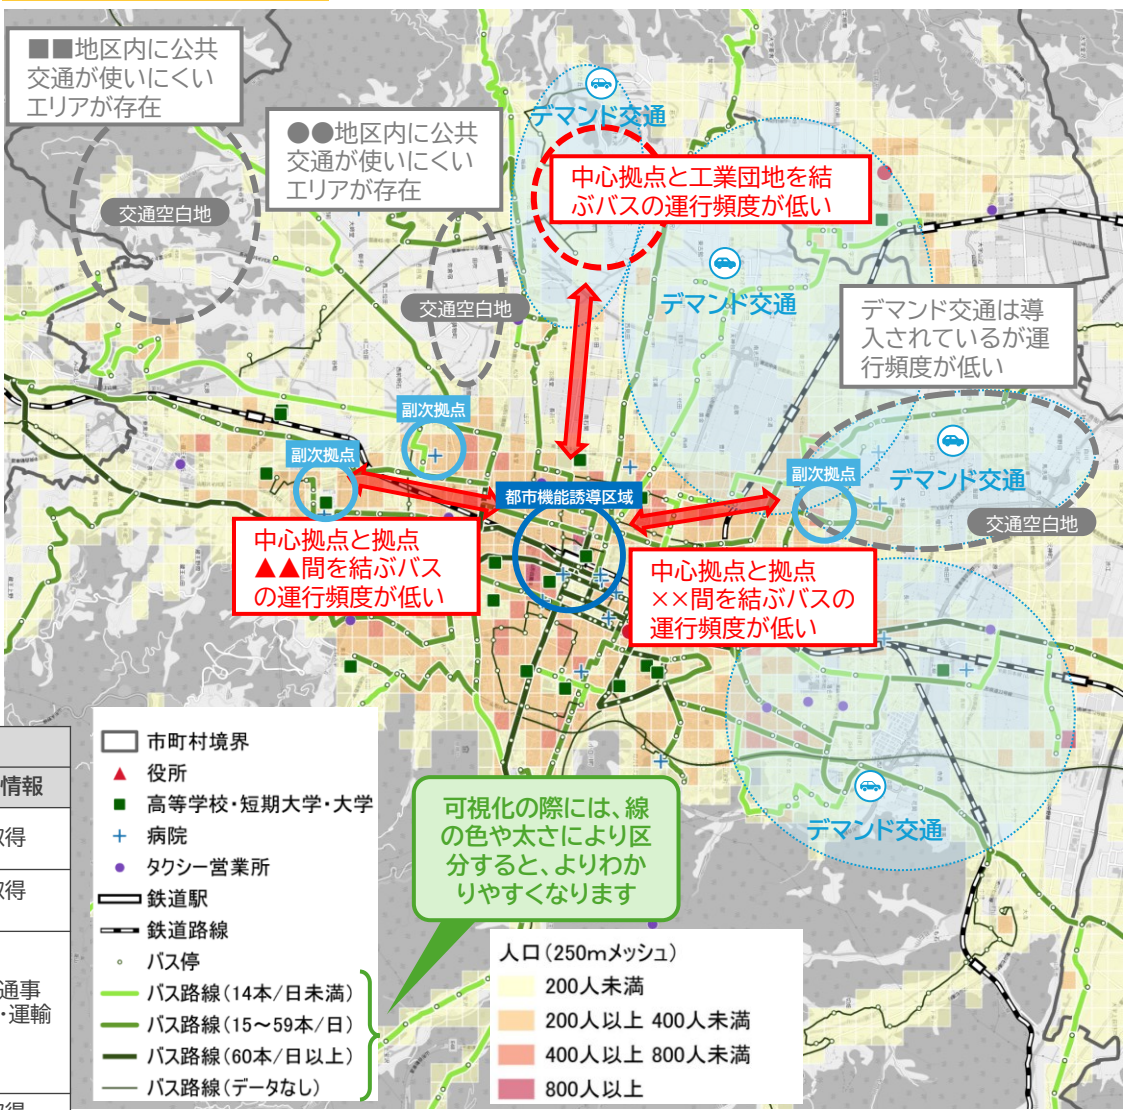 ■■地区内に公共
交通が使いにくい
エリアが存在
●●地区内に公共
交通が使いにくい
エリアが存在
デマンド交通
中心拠点と工業団地を結
ぶバスの運行頻度が低い
交通空白地
交通空白地
デマンド交通
デマンド交通は導
入されているが運
行頻度が低い
副次拠点
副次拠点
副次拠点
デマンド交通
交通空白地
都市機能誘導区域
中心拠点と拠点
▲▲間を結ぶバス
の運行頻度が低い
中心拠点と拠点
××間を結ぶバスの
運行頻度が低い
デマンド交通
可視化の際には、線
の色や太さにより区
分すると、よりわか
りやすくなります
情報
得
得
通事
・運輸
市町村境界
役所
高等学校・短期大学・大学
病院
タクシー営業所
鉄道駅
鉄道路線
バス停
バス路線(14本/日未満)
バス路線(15~59本/日)
バス路線(60本/日以上)
バス路線(データなし)
人口(250mメッシュ)
200人未満
200人以上 400人未満
400人以上 800人未満
800人以上